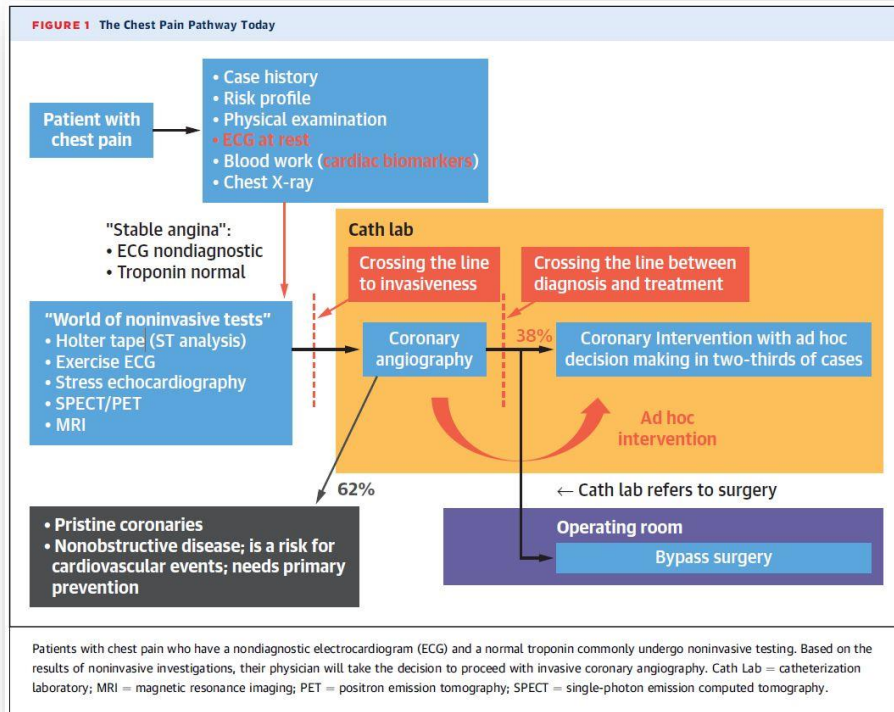 FIGURE 1 The Chest Pain Pathway Today
Patient with
chest pain
• Case history
• Risk profile
• Physical examination
• ECG at rest
• Blood work (cardiac biomarkers)
• Chest X-ray
"Stable angina":
• ECG nondiagnostic
• Troponin normal
Cath lab
Crossing the line
to invasiveness
Crossing the line between
diagnosis and treatment
"World of noninvasive tests"
• Holter tape (ST analysis)
• Exercise ECG
• Stress echocardiography
• SPECT/PET
• MRI
Coronary
angiography
38%
Coronary Intervention with ad hoc
decision making in two-thirds of cases
Ad hoc
intervention
62%
← Cath lab refers to surgery
• Pristine coronaries
• Nonobstructive disease; is a risk for
cardiovascular events; needs primary
prevention
Operating room
Bypass surgery
Patients with chest pain who have a nondiagnostic electrocardiogram (ECG) and a normal troponin commonly undergo noninvasive testing. Based on the
results of noninvasive investigations, their physician will take the decision to proceed with invasive coronary angiography. Cath Lab = catheterization
laboratory; MRI = magnetic resonance imaging; PET = positron emission tomography; SPECT = single-photon emission computed tomography.